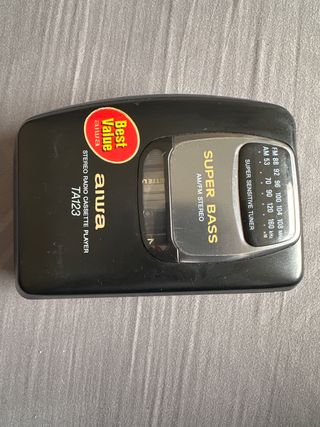 FM 88 92 96 100 104 108 MHz
AM 53 . 70 90 120 160 kHz
SUPER SENSITIVE TUNER
SUPER BASS
AM/FM STEREO
Best
Value
aiwa
aiwa
STEREO RADIO CASSETTE PLAYER
TA123